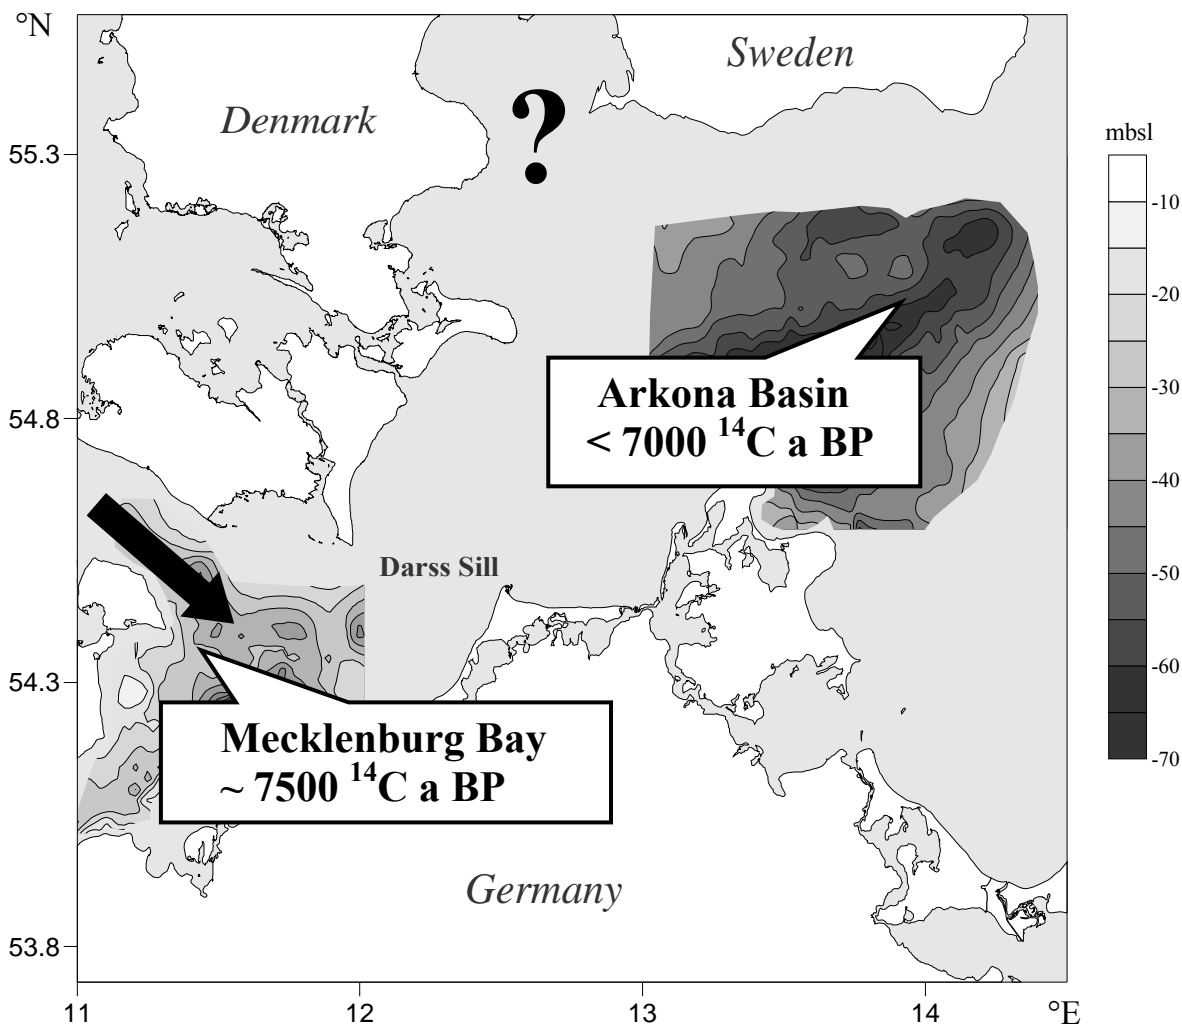 °N
Sweden
Denmark
?
mbsl
55.3
-10
-20
-30
Arkona Basin
< 7000 ¹⁴C a BP
54.8
-40
-50
Darss Sill
-60
54.3
Mecklenburg Bay
~ 7500 ¹⁴C a BP
-70
Germany
53.8
11
12
13
14
°E